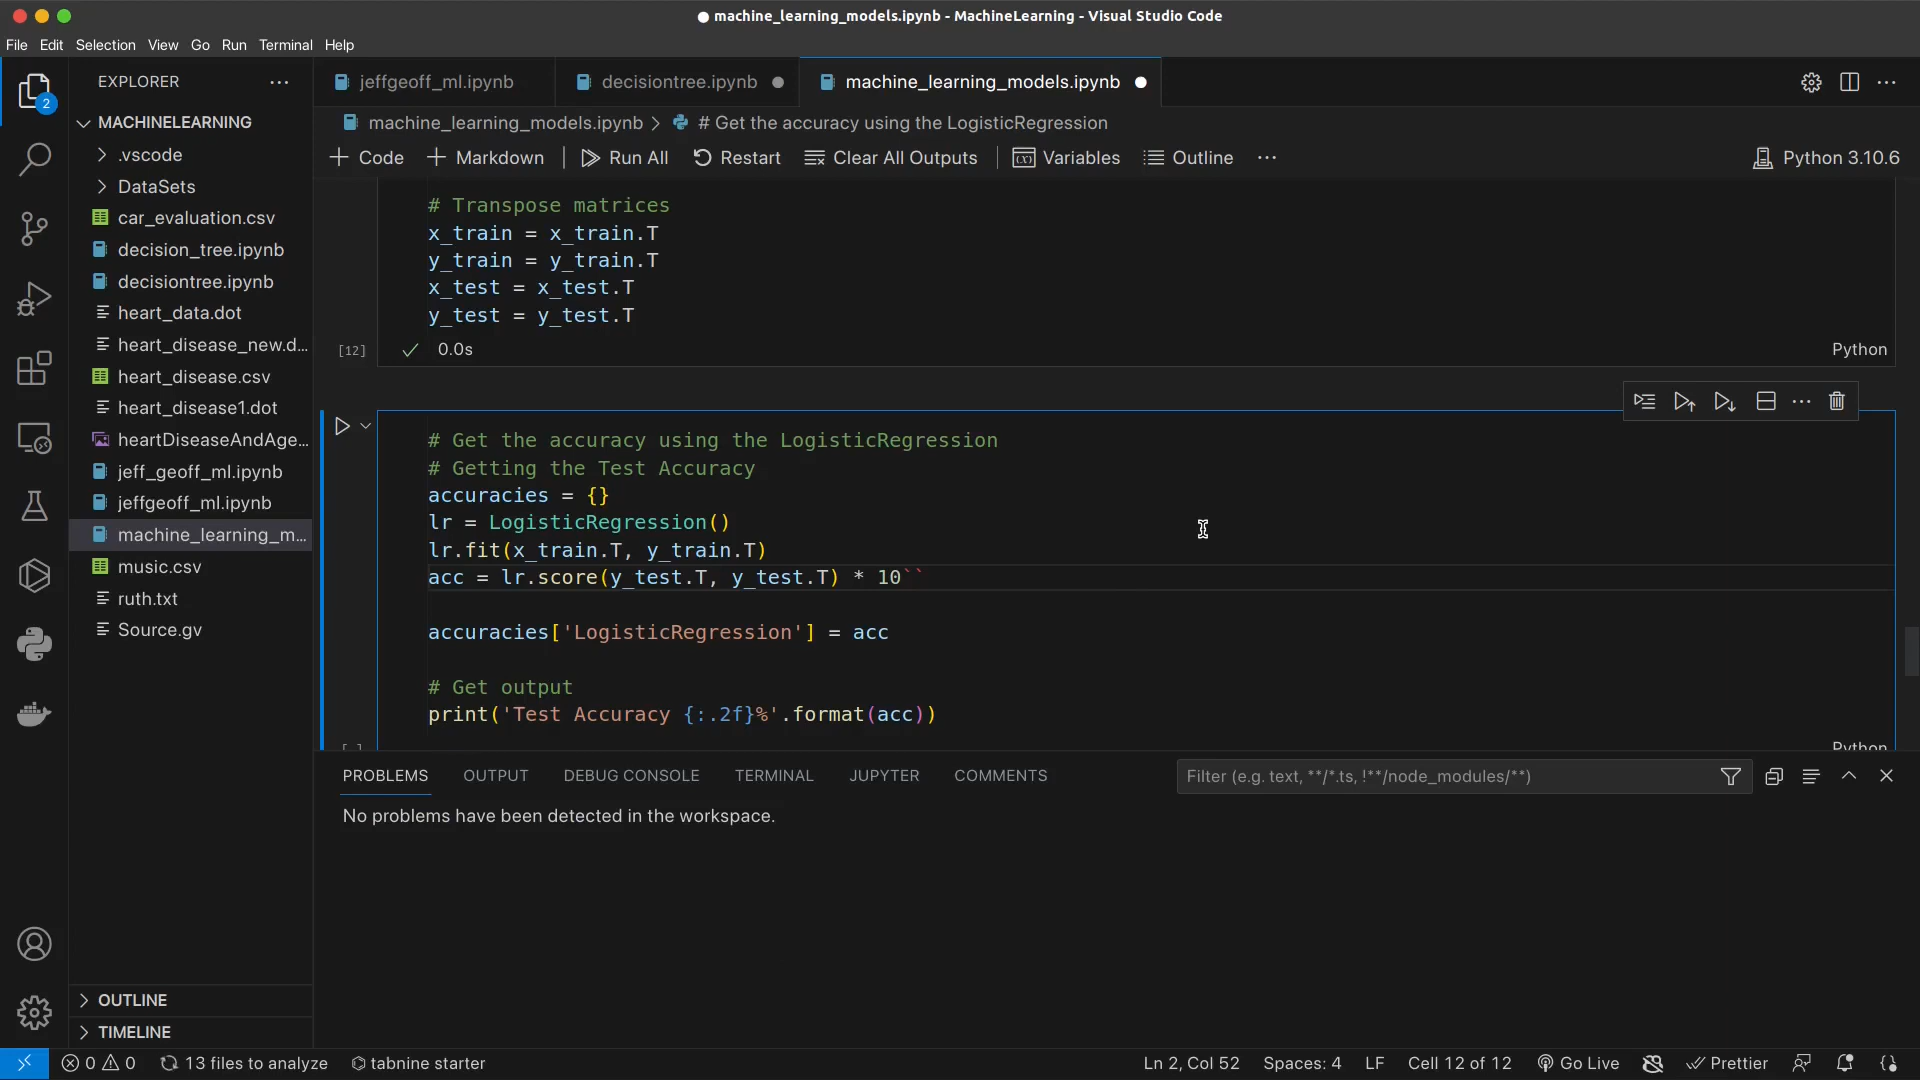 machine_learning_models.ipynb - MachineLearning - Visual Studio Code
File Edit Selection View Go Run Terminal Help
EXPLORER
2
MACHINELEARNING
.vscode
DataSets
car_evaluation.csv
decision_tree.ipynb
decisiontree.ipynb
heart_data.dot
heart_disease_new.d...
heart_disease.csv
heart_disease1.dot
heartDiseaseAndAge...
jeff_geoff_ml.ipynb
jeffgeoff_ml.ipynb
machine_learning_m...
music.csv
ruth.txt
Source.gv
OUTLINE
TIMELINE
jeffgeoff_ml.ipynb decisiontree.ipynb machine_learning_models.ipynb
machine_learning_models.ipynb > # Get the accuracy using the LogisticRegression
+ Code + Markdown Run All Restart Clear All Outputs Variables Outline ... Python 3.10.6
# Transpose matrices
x_train = x_train.T
y_train = y_train.T
x_test = x_test.T
y_test = y_test.T
[12] 0.0s Python
# Get the accuracy using the LogisticRegression
# Getting the Test Accuracy
accuracies = {}
lr = LogisticRegression()
lr.fit(x_train.T, y_train.T)
acc = lr.score(y_test.T, y_test.T) * 10``
accuracies['LogisticRegression'] = acc
# Get output
print('Test Accuracy {:.2f}%'.format(acc))
[ ] Python
PROBLEMS OUTPUT DEBUG CONSOLE TERMINAL JUPYTER COMMENTS Filter (e.g. text, **/*.ts, !**/node_modules/**)
No problems have been detected in the workspace.
0 0 13 files to analyze tabnine starter Ln 2, Col 52 Spaces: 4 LF Cell 12 of 12 Go Live Prettier